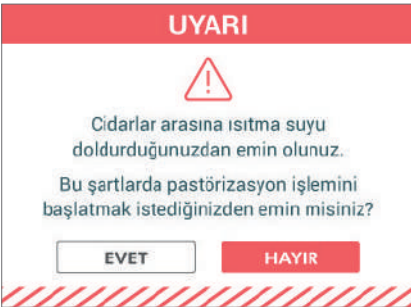 UYARI
Cidarlar arasına ısıtma suyu
doldurduğunuzdan emin olunuz.
Bu şartlarda pastörizasyon işlemini
başlatmak istediğinizden emin misiniz?
EVET
HAYIR